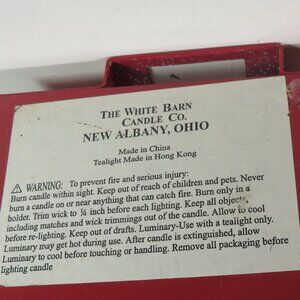 THE WHITE BARN
CANDLE CO.
NEW ALBANY, OHIO
Made in China
Tealight Made in Hong Kong
⚠ WARNING: To prevent fire and serious injury:
Burn candle within sight. Keep out of reach of children and pets. Never
burn a candle on or near anything that can catch fire. Burn only in a
holder. Trim wick to ¼ inch before each lighting. Keep all objects
including matches and wick trimmings out of the candle. Allow to cool
before re-lighting. Keep out of drafts. Luminary-Use with a tealight only.
Luminary may get hot during use. After candle is extinguished, allow
Luminary to cool before touching or handling. Remove all packaging before
lighting candle